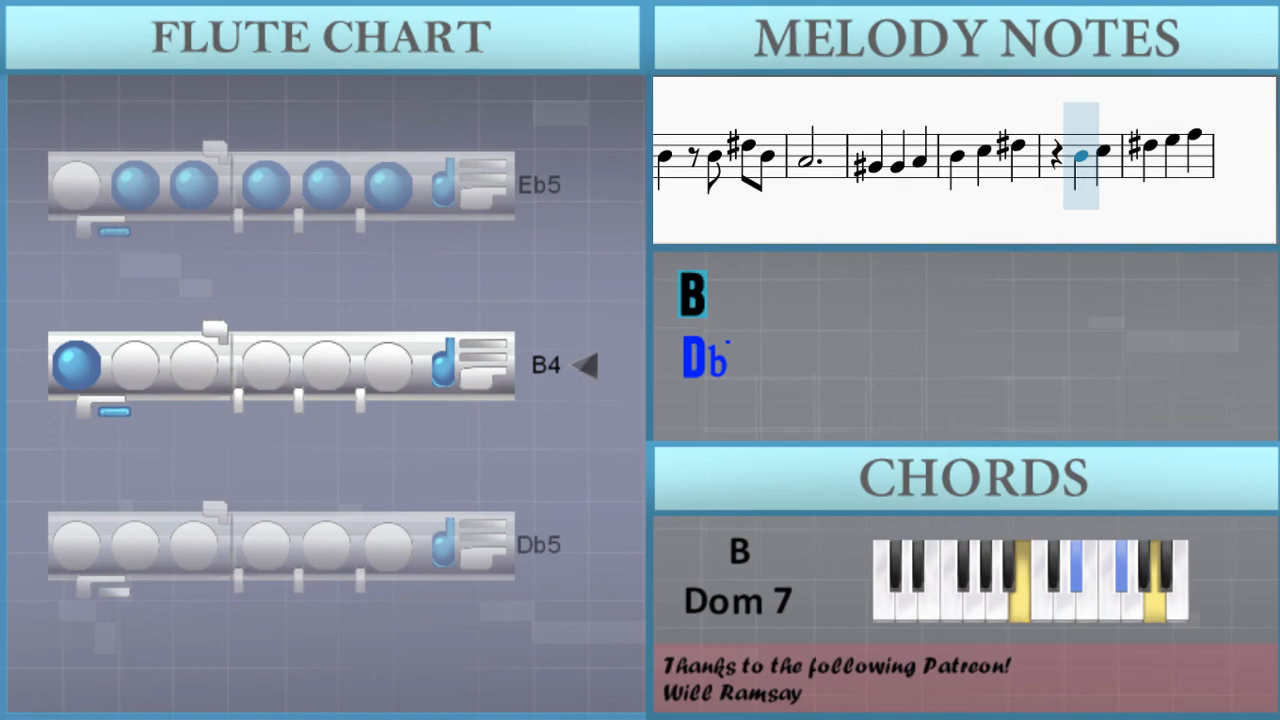 FLUTE CHART
Eb5
B4
Db5
MELODY NOTES
B
Db
CHORDS
B
Dom 7
Thanks to the following Patreon!
Will Ramsay